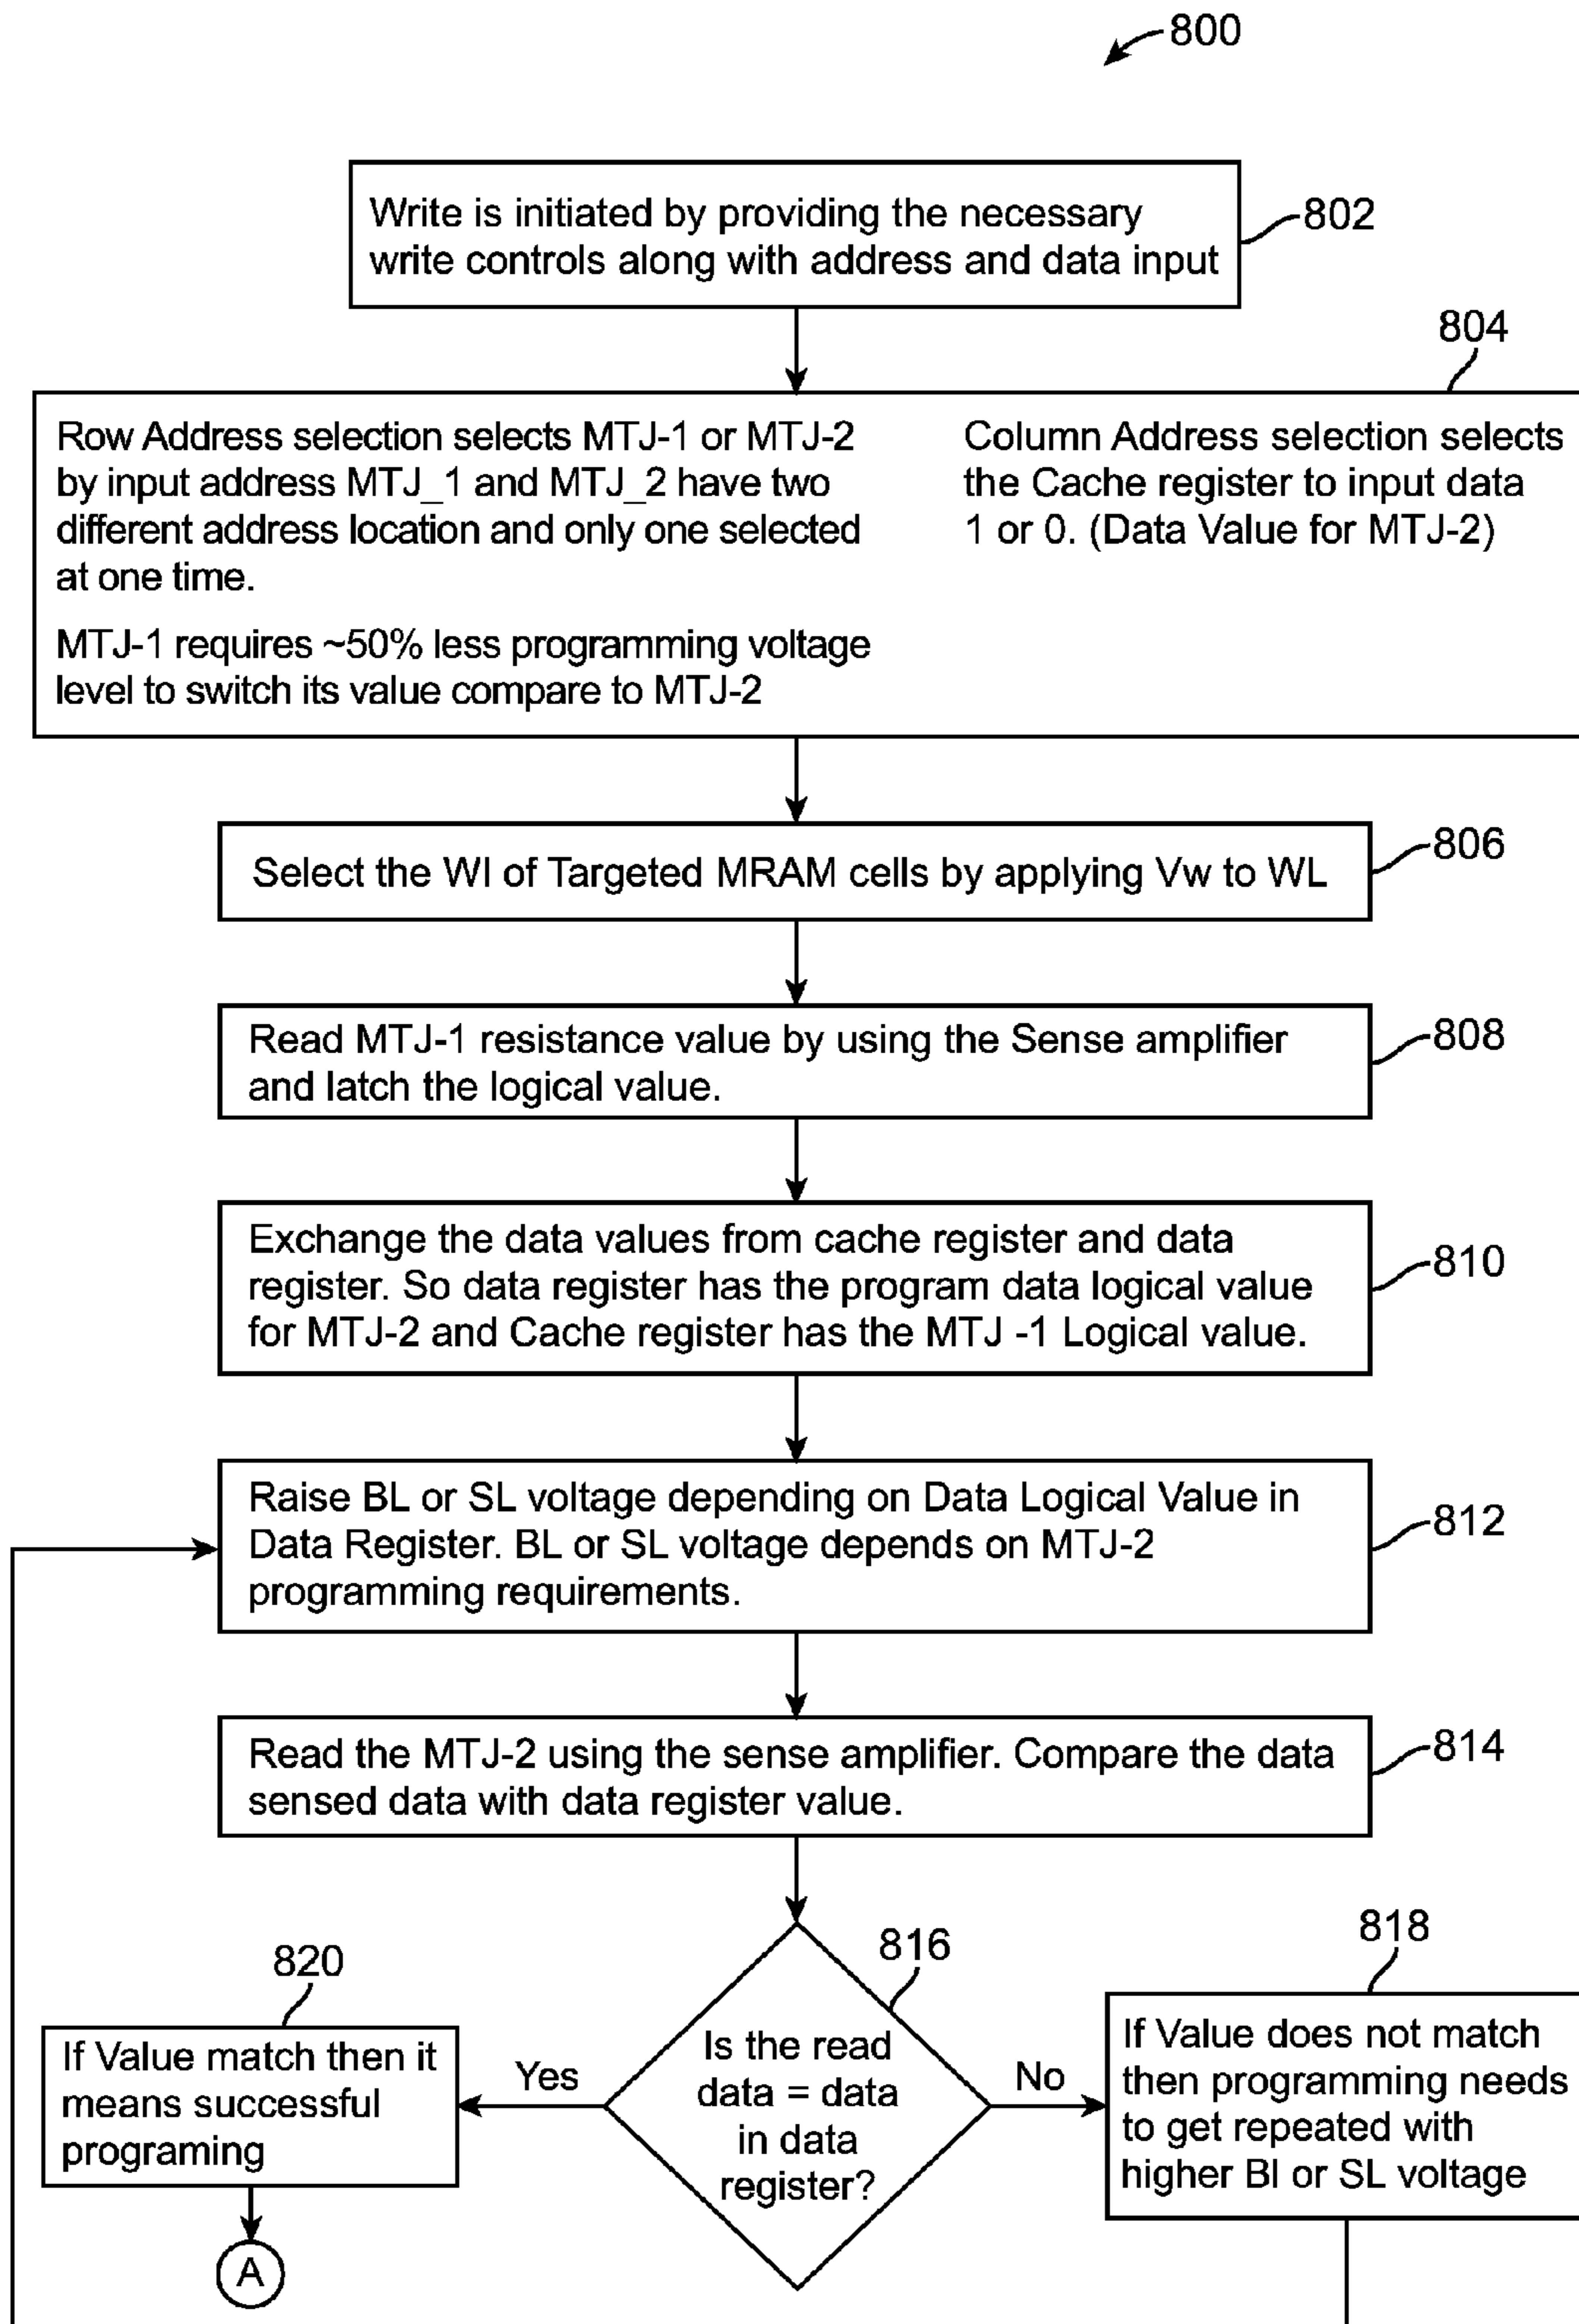 800
Write is initiated by providing the necessary
write controls along with address and data input
802
804
Row Address selection selects MTJ-1 or MTJ-2
by input address MTJ_1 and MTJ_2 have two
different address location and only one selected
at one time.
MTJ-1 requires ~50% less programming voltage
level to switch its value compare to MTJ-2
Column Address selection selects
the Cache register to input data
1 or 0. (Data Value for MTJ-2)
Select the Wl of Targeted MRAM cells by applying Vw to WL
806
Read MTJ-1 resistance value by using the Sense amplifier
and latch the logical value.
808
Exchange the data values from cache register and data
register. So data register has the program data logical value
for MTJ-2 and Cache register has the MTJ -1 Logical value.
810
Raise BL or SL voltage depending on Data Logical Value in
Data Register. BL or SL voltage depends on MTJ-2
programming requirements.
812
Read the MTJ-2 using the sense amplifier. Compare the data
sensed data with data register value.
814
816
Is the read
data = data
in data
register?
Yes
820
If Value match then it
means successful
programing
A
No
818
If Value does not match
then programming needs
to get repeated with
higher Bl or SL voltage